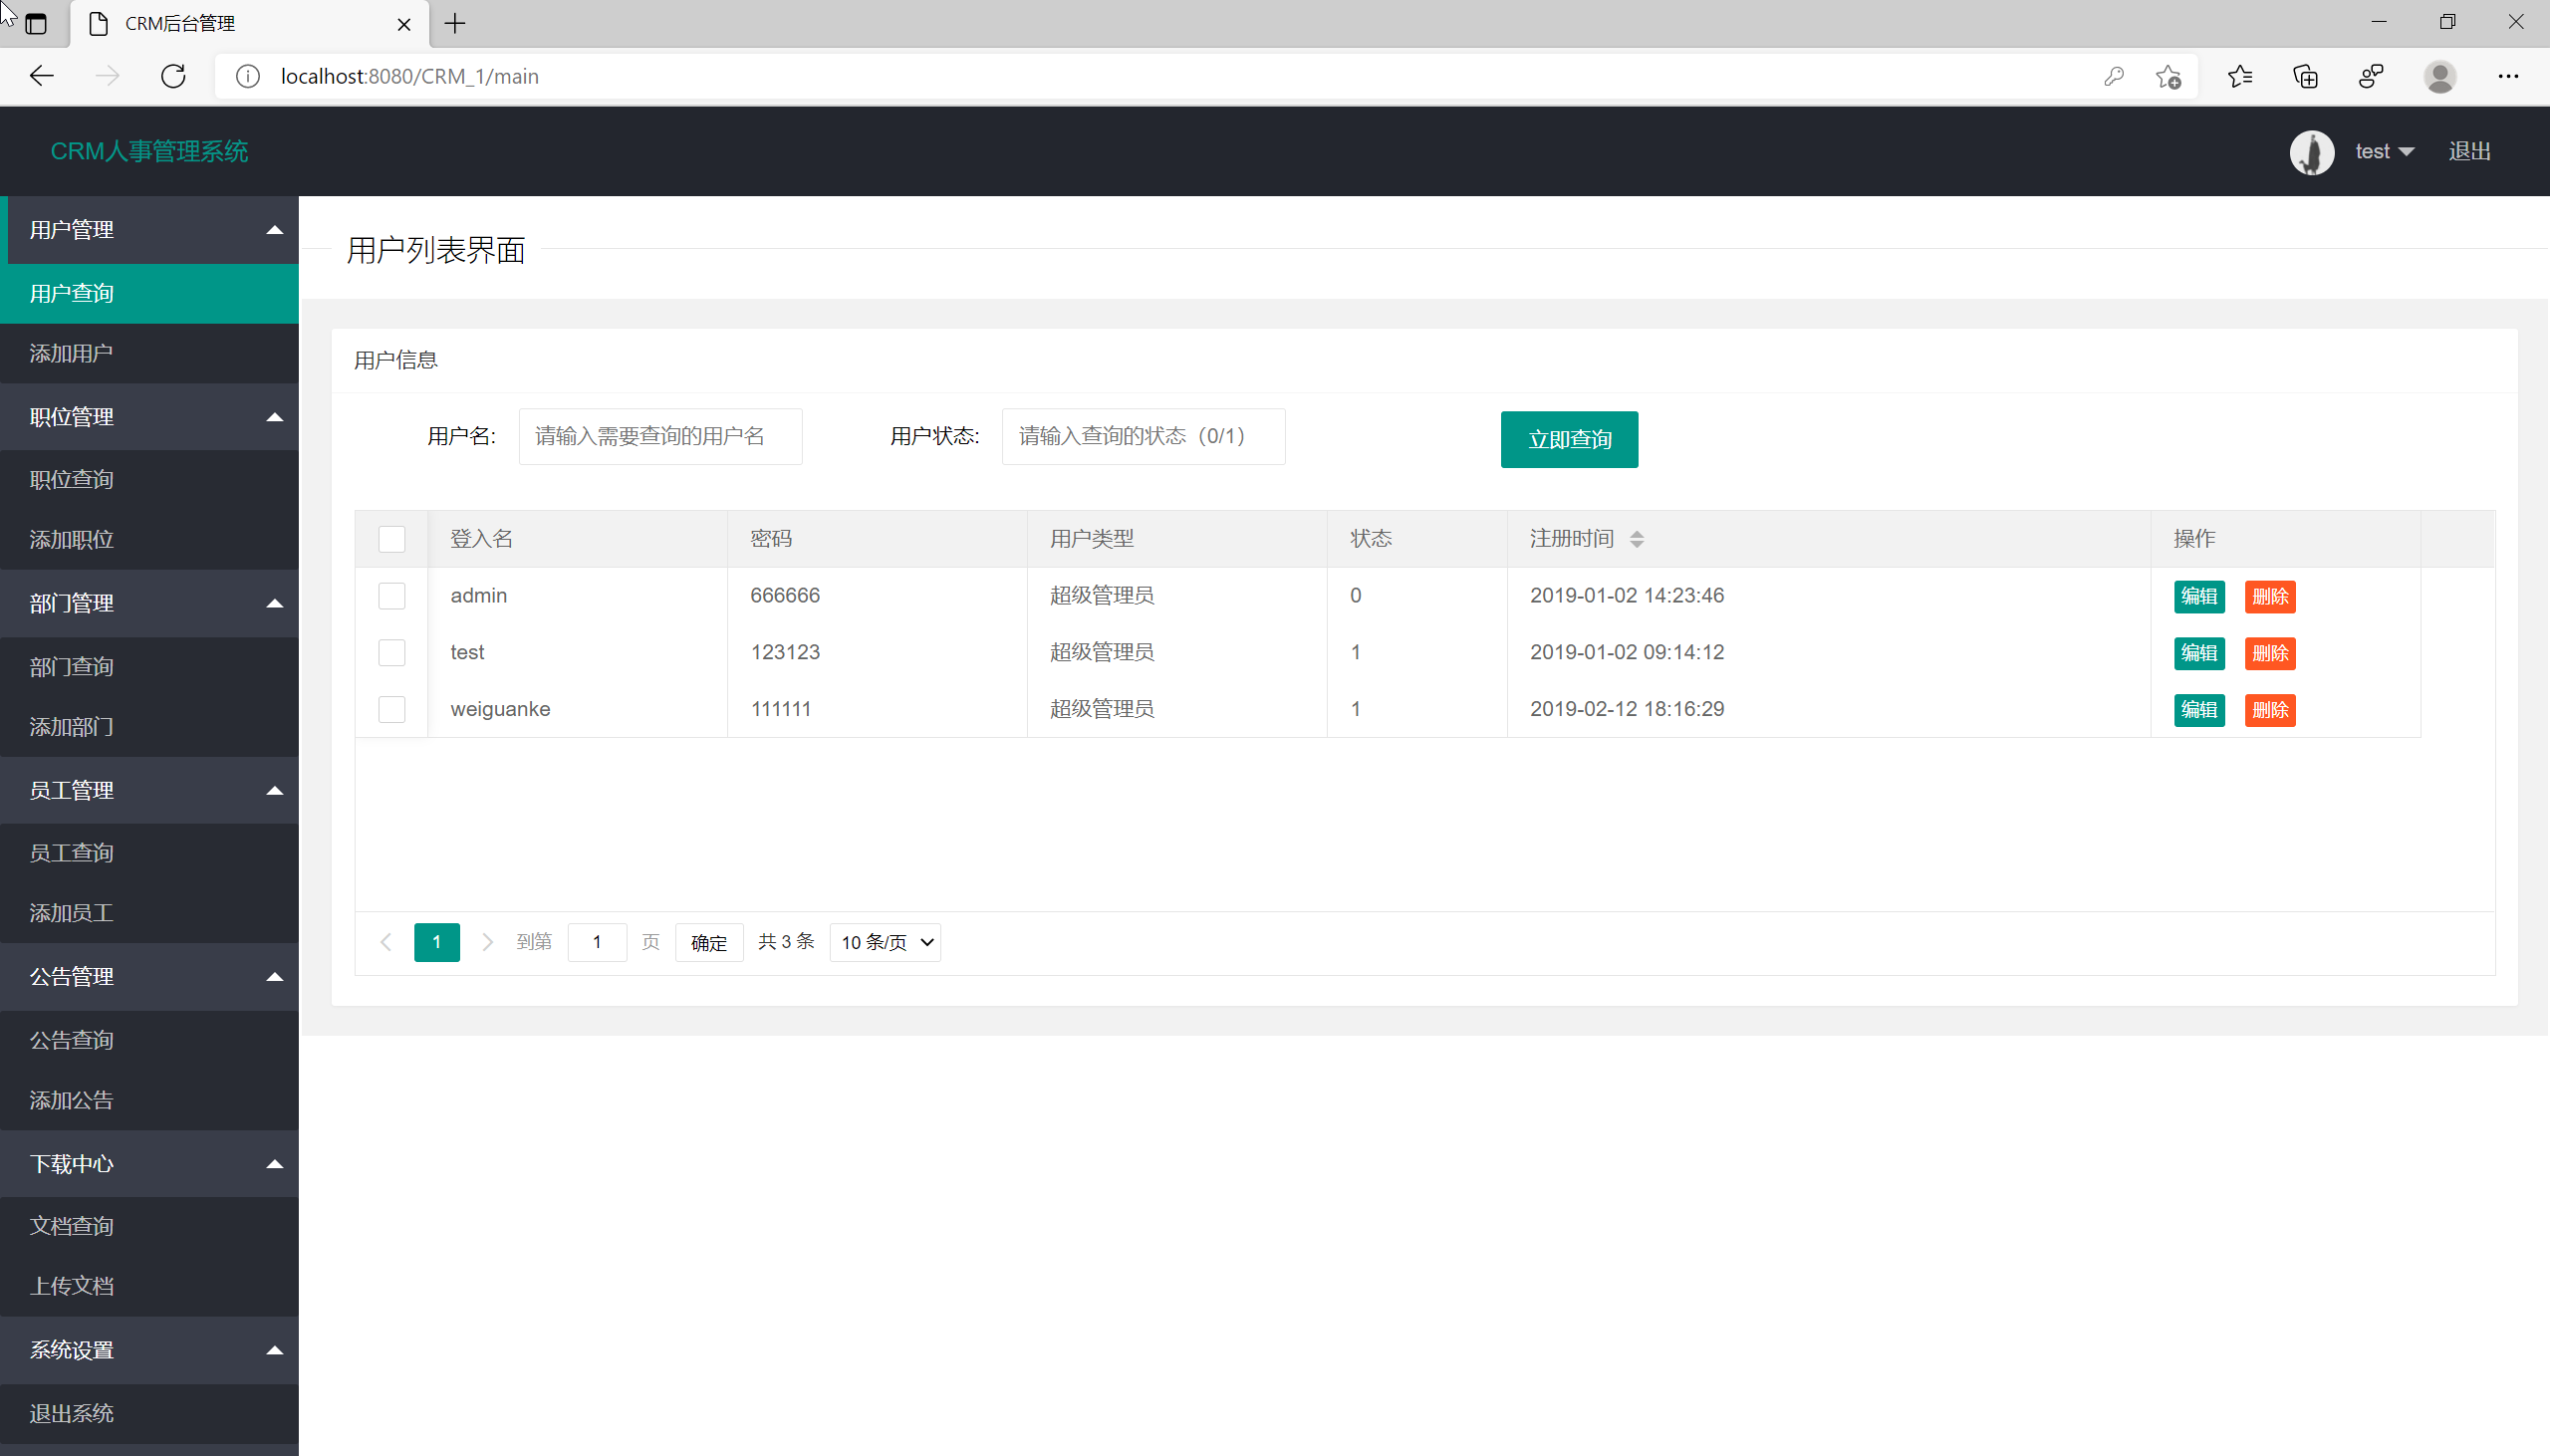 CRM后台管理
localhost:8080/CRM_1/main
CRM人事管理系统
test
退出
用户管理
用户查询
添加用户
职位管理
职位查询
添加职位
部门管理
部门查询
添加部门
员工管理
员工查询
添加员工
公告管理
公告查询
添加公告
下载中心
文档查询
上传文档
系统设置
退出系统
用户列表界面
用户信息
用户名: 请输入需要查询的用户名 用户状态: 请输入查询的状态（0/1） 立即查询
登入名 密码 用户类型 状态 注册时间 操作
admin 666666 超级管理员 0 2019-01-02 14:23:46 编辑 删除
test 123123 超级管理员 1 2019-01-02 09:14:12 编辑 删除
weiguanke 111111 超级管理员 1 2019-02-12 18:16:29 编辑 删除
1 到第 1 页 确定 共 3 条 10 条/页